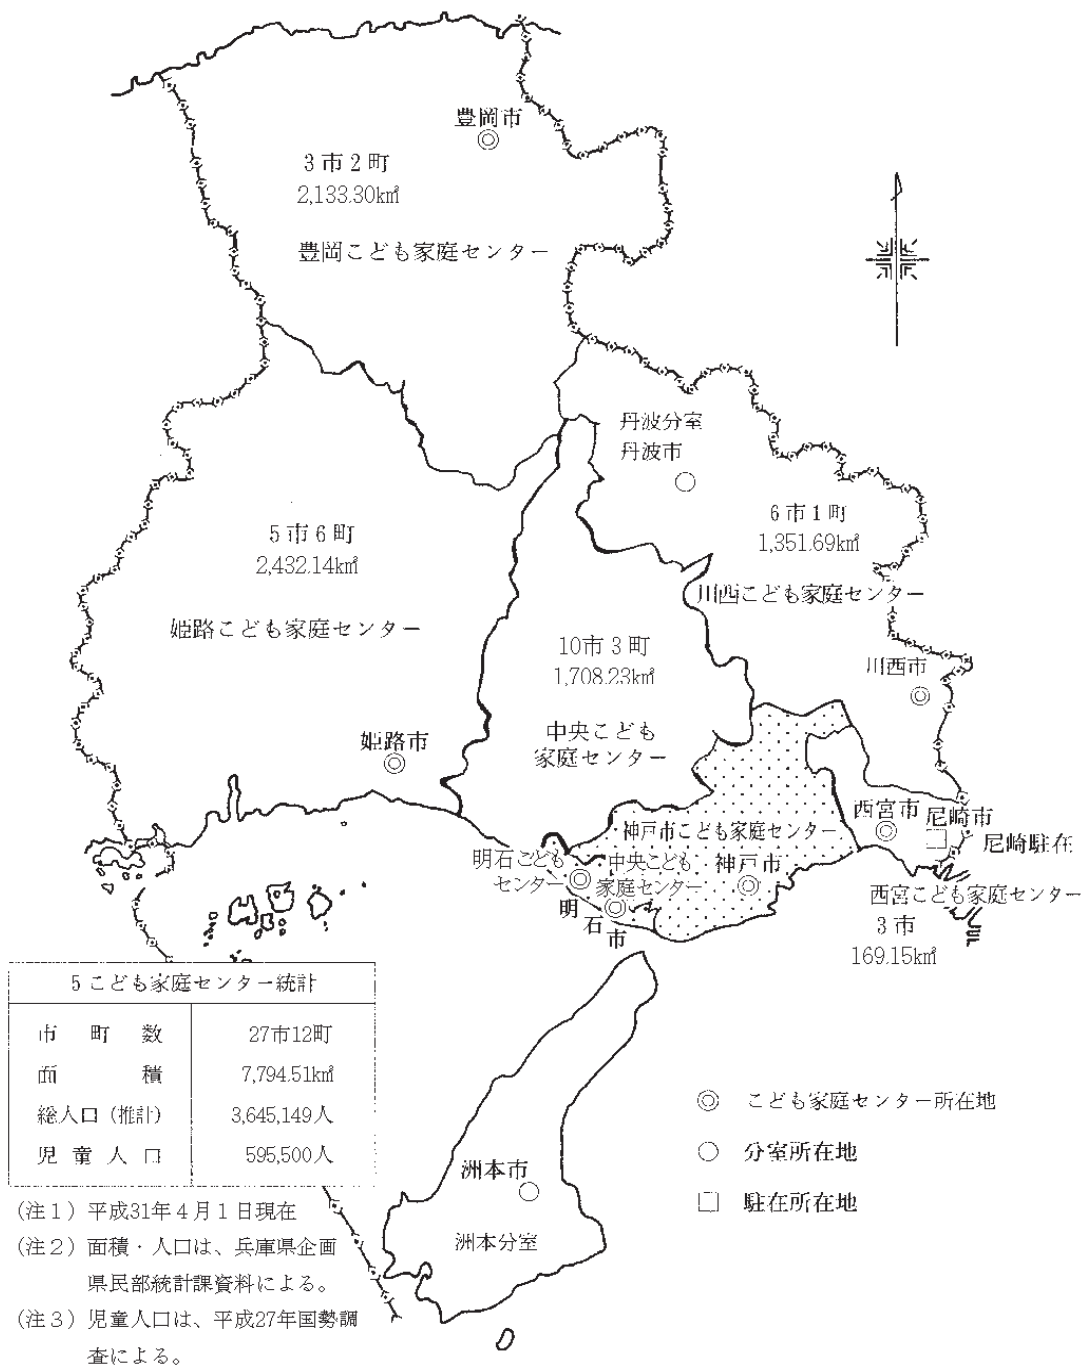 豊岡市
3市2町
2,133.30k㎡
豊岡こども家庭センター
丹波分室
丹波市
6市1町
1,351.69k㎡
川西こども家庭センター
川西市
5市6町
2,432.14k㎡
姫路こども家庭センター
姫路市
10市3町
1,708.23k㎡
中央こども
家庭センター
西宮市
尼崎市
尼崎駐在
神戸市こども家庭センター
明石こども
センター
中央こども
家庭センター
神戸市
明石市
西宮こども家庭センター
3市
169.15k㎡
5こども家庭センター統計
市町数 27市12町
面積 7,794.51k㎡
総人口(推計) 3,645,149人
児童人口 595,500人
(注1)平成31年4月1日現在
(注2)面積・人口は、兵庫県企画
県民部統計課資料による。
(注3)児童人口は、平成27年国勢調
査による。
洲本市
洲本分室
◎ こども家庭センター所在地
○ 分室所在地
□ 駐在所在地